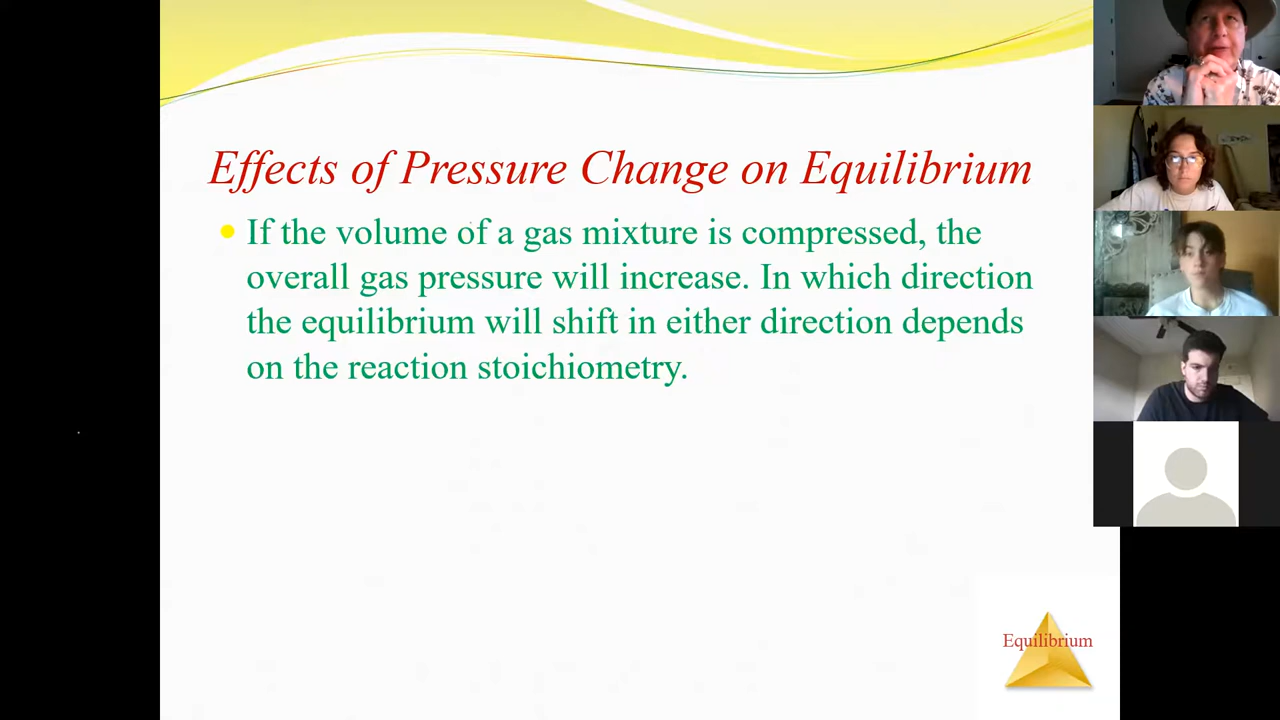 Effects of Pressure Change on Equilibrium
If the volume of a gas mixture is compressed, the
overall gas pressure will increase. In which direction
the equilibrium will shift in either direction depends
on the reaction stoichiometry.
Equilibrium